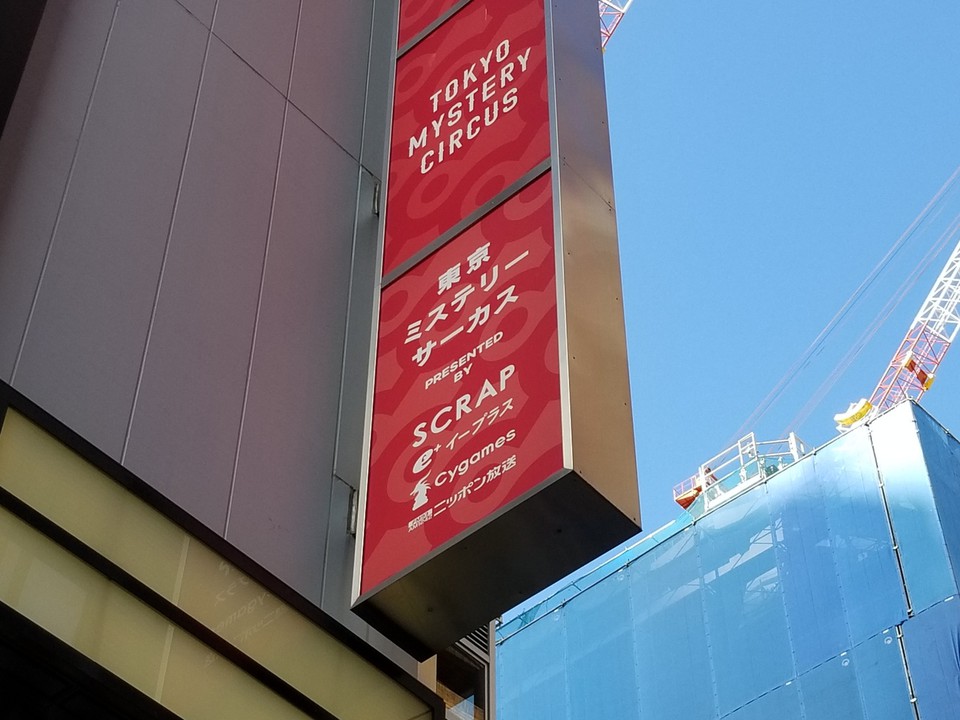 TOKYO
MYSTERY
CIRCUS
東京
ミステリー
サーカス
PRESENTED
BY
SCRAP
e+ イープラス
Cygames
ニッポン放送